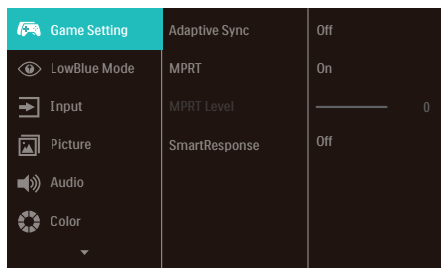 Game Setting Adaptive Sync Off
LowBlue Mode MPRT On
Input MPRT Level 0
Picture SmartResponse Off
Audio
Color